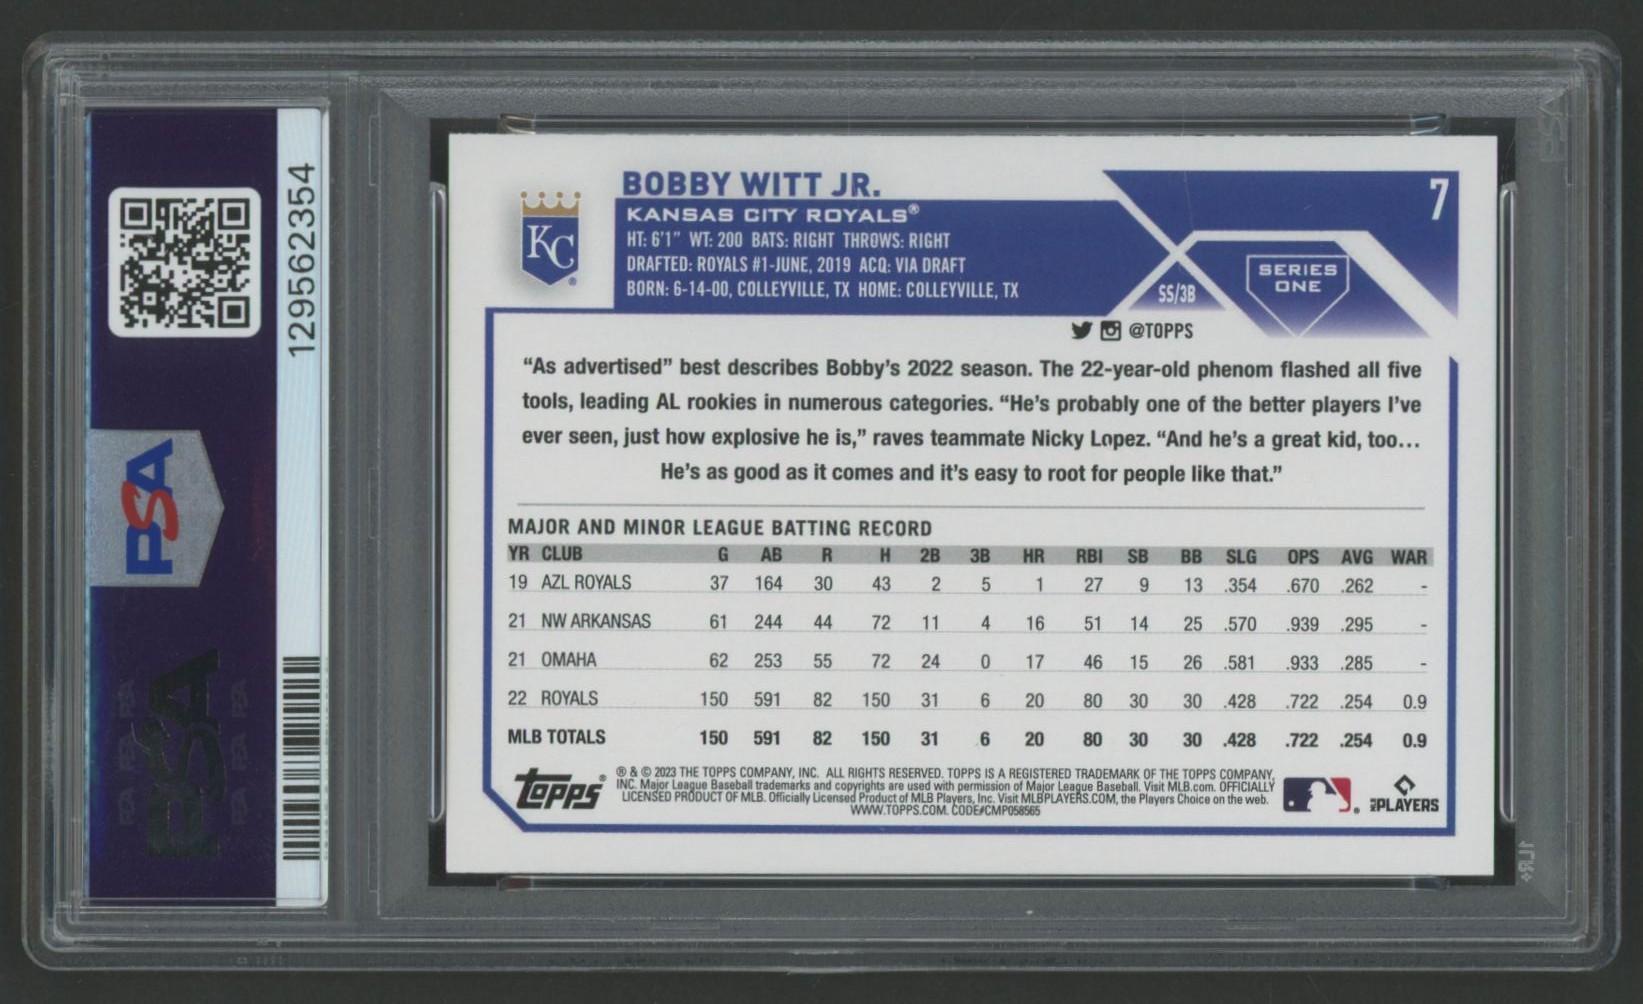 129562354
PSA
PSA
BOBBY WITT JR.
KANSAS CITY ROYALS®
HT: 6'1" WT: 200 BATS: RIGHT THROWS: RIGHT
DRAFTED: ROYALS #1-JUNE, 2019 ACQ: VIA DRAFT
BORN: 6-14-00, COLLEYVILLE, TX HOME: COLLEYVILLE, TX
KC
7
SERIES
ONE
SS/3B
@TOPPS
“As advertised” best describes Bobby’s 2022 season. The 22-year-old phenom flashed all five
tools, leading AL rookies in numerous categories. “He’s probably one of the better players I’ve
ever seen, just how explosive he is,” raves teammate Nicky Lopez. “And he’s a great kid, too…
He’s as good as it comes and it’s easy to root for people like that.”
MAJOR AND MINOR LEAGUE BATTING RECORD
YR CLUB G AB R H 2B 3B HR RBI SB BB SLG OPS AVG WAR
19 AZL ROYALS 37 164 30 43 2 5 1 27 9 13 .354 .670 .262 -
21 NW ARKANSAS 61 244 44 72 11 4 16 51 14 25 .570 .939 .295 -
21 OMAHA 62 253 55 72 24 0 17 46 15 26 .581 .933 .285 -
22 ROYALS 150 591 82 150 31 6 20 80 30 30 .428 .722 .254 0.9
MLB TOTALS 150 591 82 150 31 6 20 80 30 30 .428 .722 .254 0.9
Topps®
® & © 2023 THE TOPPS COMPANY, INC. ALL RIGHTS RESERVED. TOPPS IS A REGISTERED TRADEMARK OF THE TOPPS COMPANY,
INC. Major League Baseball trademarks and copyrights are used with permission of Major League Baseball. Visit MLB.com. OFFICIALLY
LICENSED PRODUCT OF MLB. Officially Licensed Product of MLB Players, Inc. Visit MLBPLAYERS.COM, the Players Choice on the web.
WWW.TOPPS.COM. CODE#CMP058565
PLAYERS